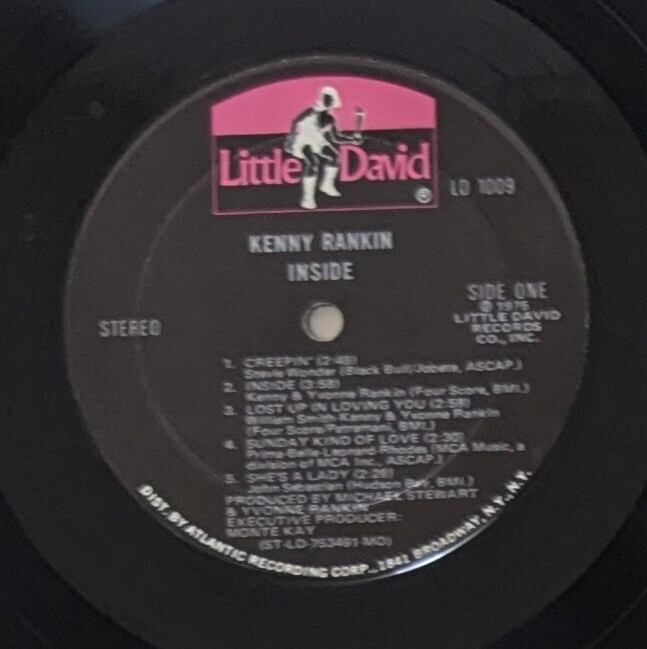 Little David ®
LD 1009
KENNY RANKIN
INSIDE
STEREO
SIDE ONE
℗ 1975
LITTLE DAVID
RECORDS
CO., INC.
1. CREEPIN' (2:48)
Stevie Wonder (Black Bull/Jobete, ASCAP.)
2. INSIDE (3:58)
Kenny & Yvonne Rankin (Four Score, BMI.)
3. LOST UP IN LOVING YOU (2:58)
William Smith, Kenny & Yvonne Rankin
(Four Score/ BMI.)
4. SUNDAY KIND OF LOVE (2:30)
Prima Belle Leonard Rhodes, (MCA Music, a
division of MCA Inc., ASCAP.)
5. SHE'S A LADY (2:26)
John Sebastian (Hudson Bay, BMI.)
PRODUCED BY MICHAEL STEWART
& YVONNE RANKIN
EXECUTIVE PRODUCER:
MONTE KAY
(ST-LD-753491-MO)
DIST. BY ATLANTIC RECORDING CORP., 1841 BROADWAY, N.Y., N.Y.